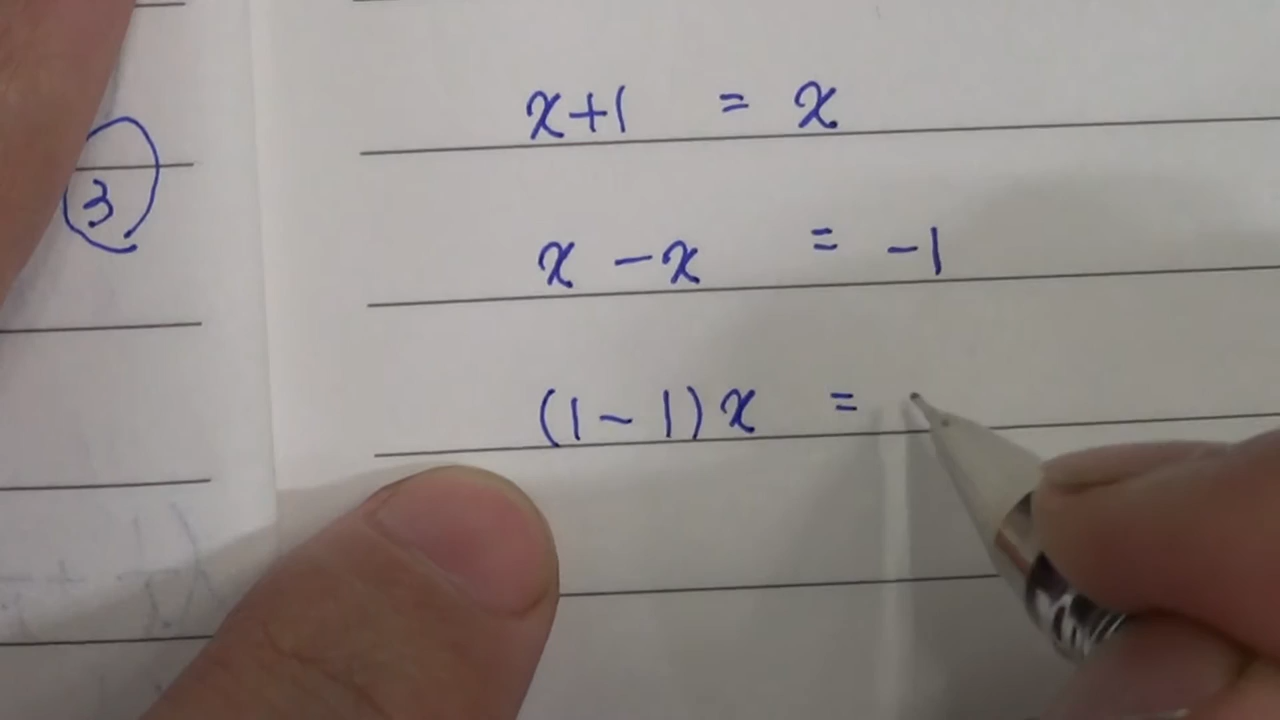 x+1 = x
3
x - x = -1
(1-1)x =